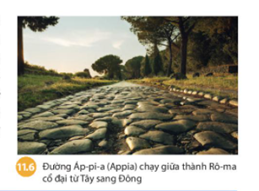 11.6 Đường Áp-pi-a (Appia) chạy giữa thành Rô-ma
cổ đại từ Tây sang Đông